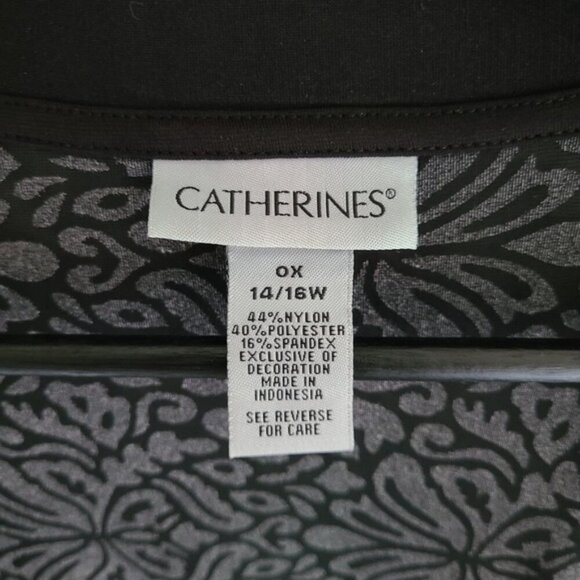 CATHERINES®
0X
14/16W
44%NYLON
40%POLYESTER
16%SPANDEX
EXCLUSIVE OF
DECORATION
MADE IN
INDONESIA
SEE REVERSE
FOR CARE